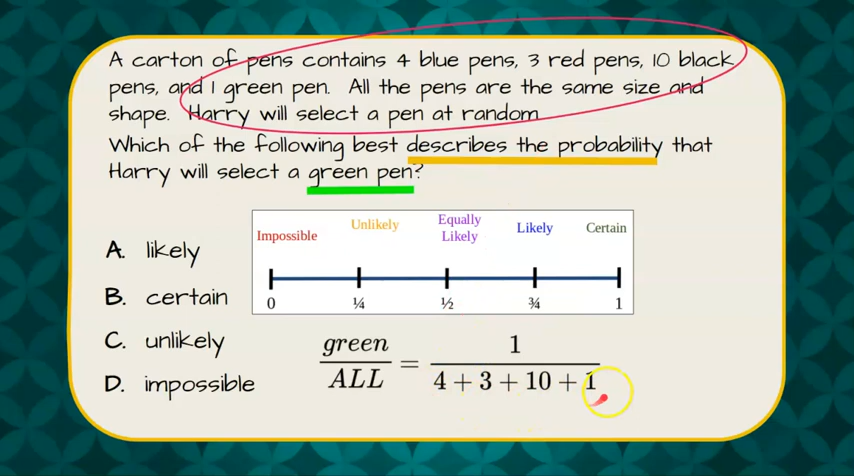 A carton of pens contains 4 blue pens, 3 red pens, 10 black
pens, and 1 green pen. All the pens are the same size and
shape. Harry will select a pen at random.
Which of the following best describes the probability that
Harry will select a green pen?
Impossible Unlikely Equally Likely Likely Certain
0 ¼ ½ ¾ 1
A. likely
B. certain
C. unlikely
D. impossible
green/ALL = 1/(4 + 3 + 10 + 1